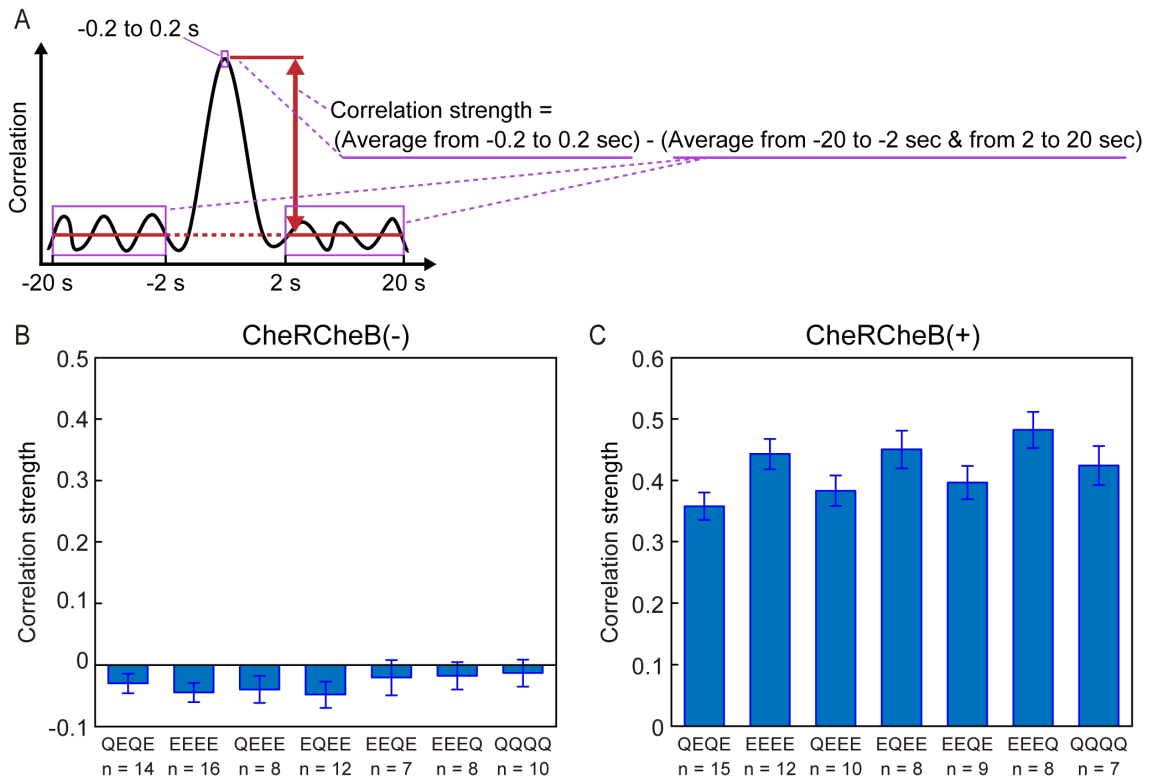 A
-0.2 to 0.2 s
Correlation
Correlation strength =
(Average from -0.2 to 0.2 sec) - (Average from -20 to -2 sec & from 2 to 20 sec)
-20 s
-2 s
2 s
20 s
B
CheRCheB(-)
Correlation strength
0.5
0.4
0.3
0.2
0.1
0
-0.1
QEQE EEEE QEEE EQEE EEQE EEEQ QQQQ
n = 14 n = 16 n = 8 n = 12 n = 7 n = 8 n = 10
C
CheRCheB(+)
Correlation strength
0.6
0.5
0.4
0.3
0.2
0.1
0
QEQE EEEE QEEE EQEE EEQE EEEQ QQQQ
n = 15 n = 12 n = 10 n = 8 n = 9 n = 8 n = 7